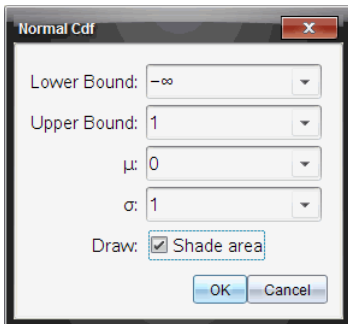 Normal Cdf
Lower Bound: -∞
Upper Bound: 1
μ: 0
σ: 1
Draw: Shade area
OK Cancel